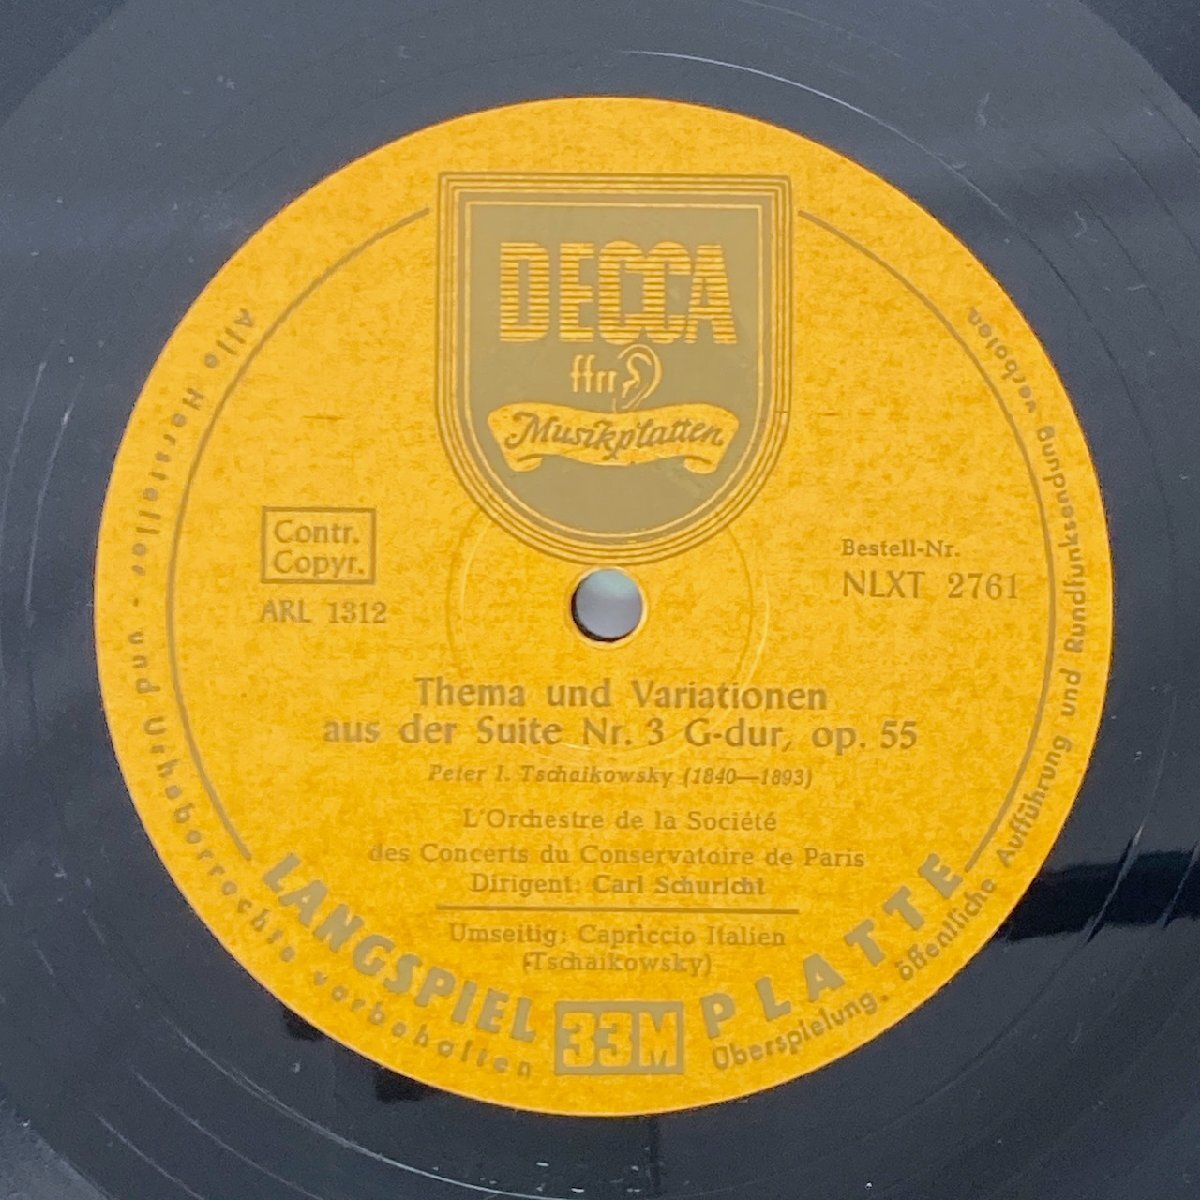 DECCA
ffrr
Musikplatten
Contr.
Copyr.
ARL 1312
Bestell-Nr.
NLXT 2761
Thema und Variationen
aus der Suite Nr. 3 G-dur, op. 55
Peter I. Tschaikowsky (1840—1893)
L'Orchestre de la Société
des Concerts du Conservatoire de Paris
Dirigent: Carl Schuricht
Umseitig: Capriccio Italien
(Tschaikowsky)
LANGSPIEL 33M PLATTE
Alle Hersteller- und Urheberrechte vorbehalten
Überspielung, öffentliche Aufführung und Rundfunksendung verboten